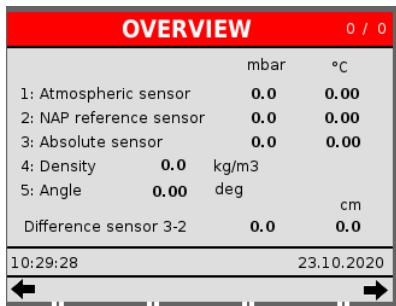 OVERVIEW 0 / 0
mbar °C
1: Atmospheric sensor 0.0 0.00
2: NAP reference sensor 0.0 0.00
3: Absolute sensor 0.0 0.00
4: Density 0.0 kg/m3
5: Angle 0.00 deg
cm
Difference sensor 3-2 0.0 0.0
10:29:28 23.10.2020